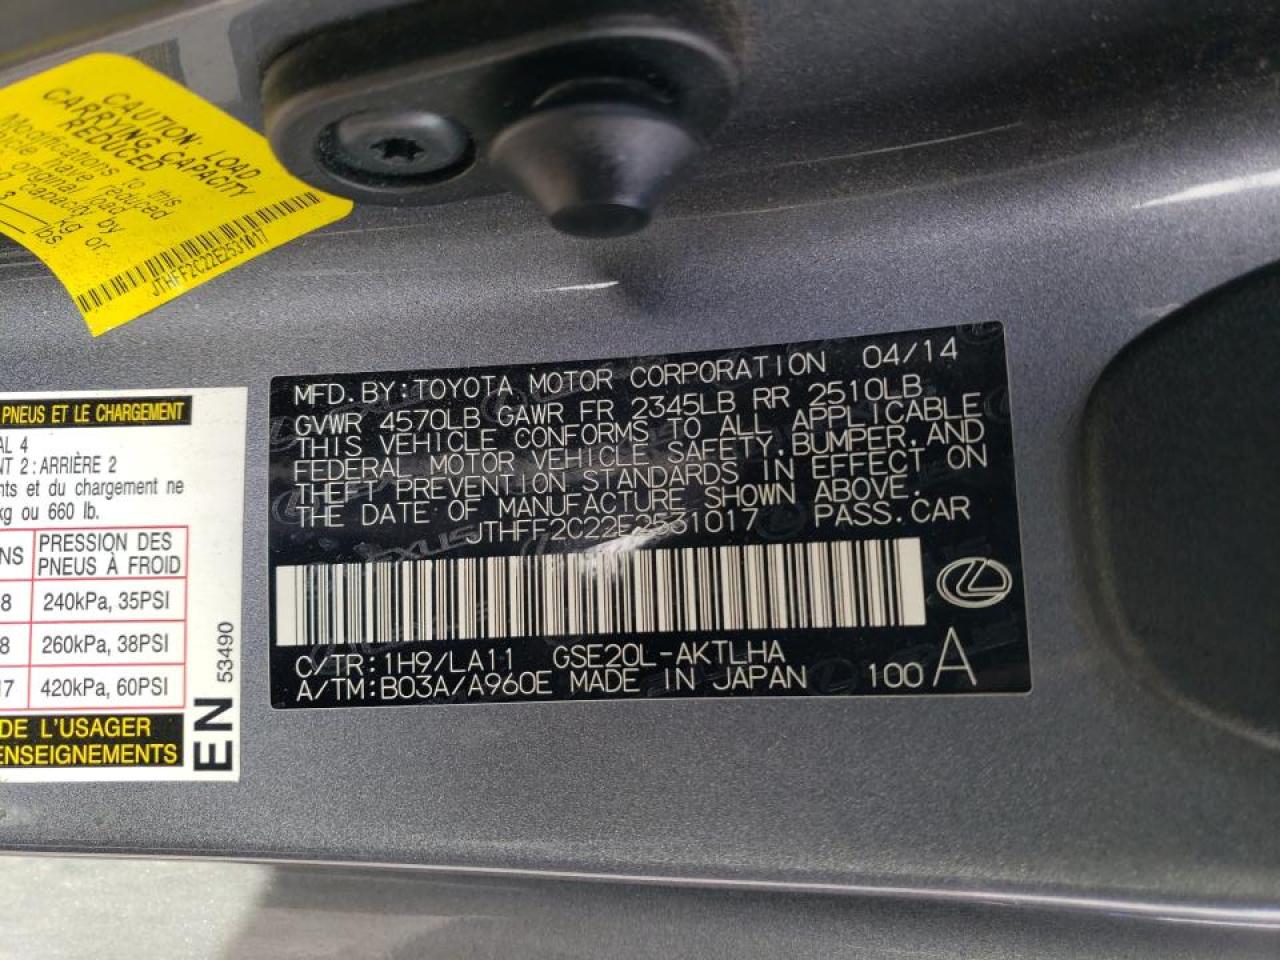 CAUTION: LOAD
CARRYING CAPACITY
REDUCED
Modifications to this
have reduced
original load
capacity by
kg or
lbs.
JTHFF2C22E2531017
PNEUS ET LE CHARGEMENT
AL 4
NT 2 : ARRIÈRE 2
nts et du chargement ne
kg ou 660 lb.
NS PRESSION DES
PNEUS À FROID
8 240kPa, 35PSI
8 260kPa, 38PSI
17 420kPa, 60PSI
DE L'USAGER
ENSEIGNEMENTS
EN 53490
MFD. BY: TOYOTA MOTOR CORPORATION 04/14
GVWR 4570LB GAWR FR 2345LB RR 2510LB
THIS VEHICLE CONFORMS TO ALL APPLICABLE
FEDERAL MOTOR VEHICLE SAFETY, BUMPER, AND
THEFT PREVENTION STANDARDS IN EFFECT ON
THE DATE OF MANUFACTURE SHOWN ABOVE.
JTHFF2C22E2531017 PASS. CAR
C/TR: 1H9/LA11 GSE20L-AKTLHA
A/TM: B03A/A960E MADE IN JAPAN 100 A